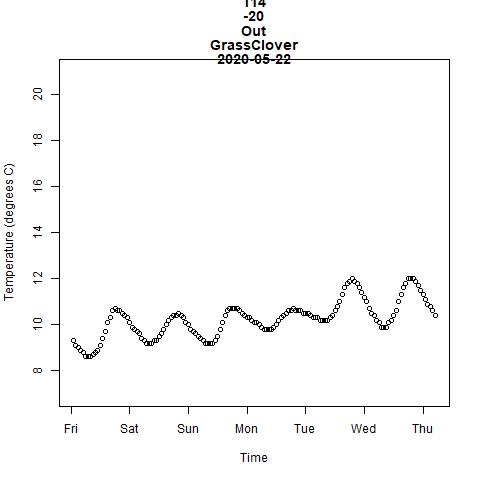 114
-20
Out
GrassClover
2020-05-22
20
18
16
14
12
10
8
Temperature (degrees C)
Fri Sat Sun Mon Tue Wed Thu
Time